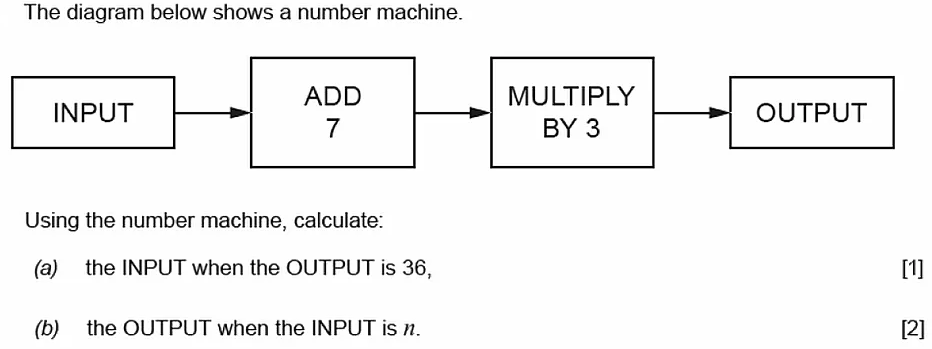 The diagram below shows a number machine.
INPUT
ADD
7
MULTIPLY
BY 3
OUTPUT
Using the number machine, calculate:
(a) the INPUT when the OUTPUT is 36, [1]
(b) the OUTPUT when the INPUT is n. [2]